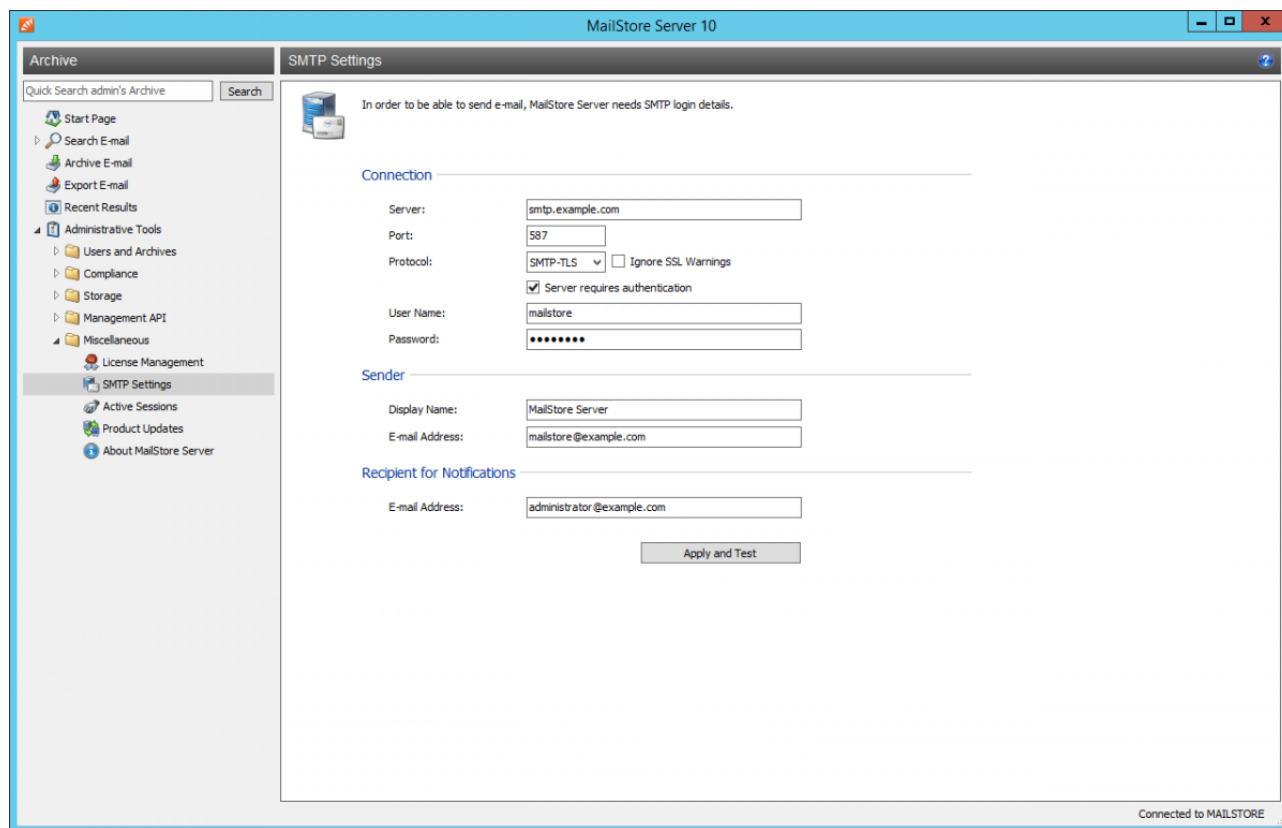 MailStore Server 10
Archive
SMTP Settings
Quick Search admin's Archive
Search
Start Page
Search E-mail
Archive E-mail
Export E-mail
Recent Results
Administrative Tools
Users and Archives
Compliance
Storage
Management API
Miscellaneous
License Management
SMTP Settings
Active Sessions
Product Updates
About MailStore Server
In order to be able to send e-mail, MailStore Server needs SMTP login details.
Connection
Server: smtp.example.com
Port: 587
Protocol: SMTP-TLS Ignore SSL Warnings
Server requires authentication
User Name: mailstore
Password: ●●●●●●●●
Sender
Display Name: MailStore Server
E-mail Address: mailstore@example.com
Recipient for Notifications
E-mail Address: administrator@example.com
Apply and Test
Connected to MAILSTORE